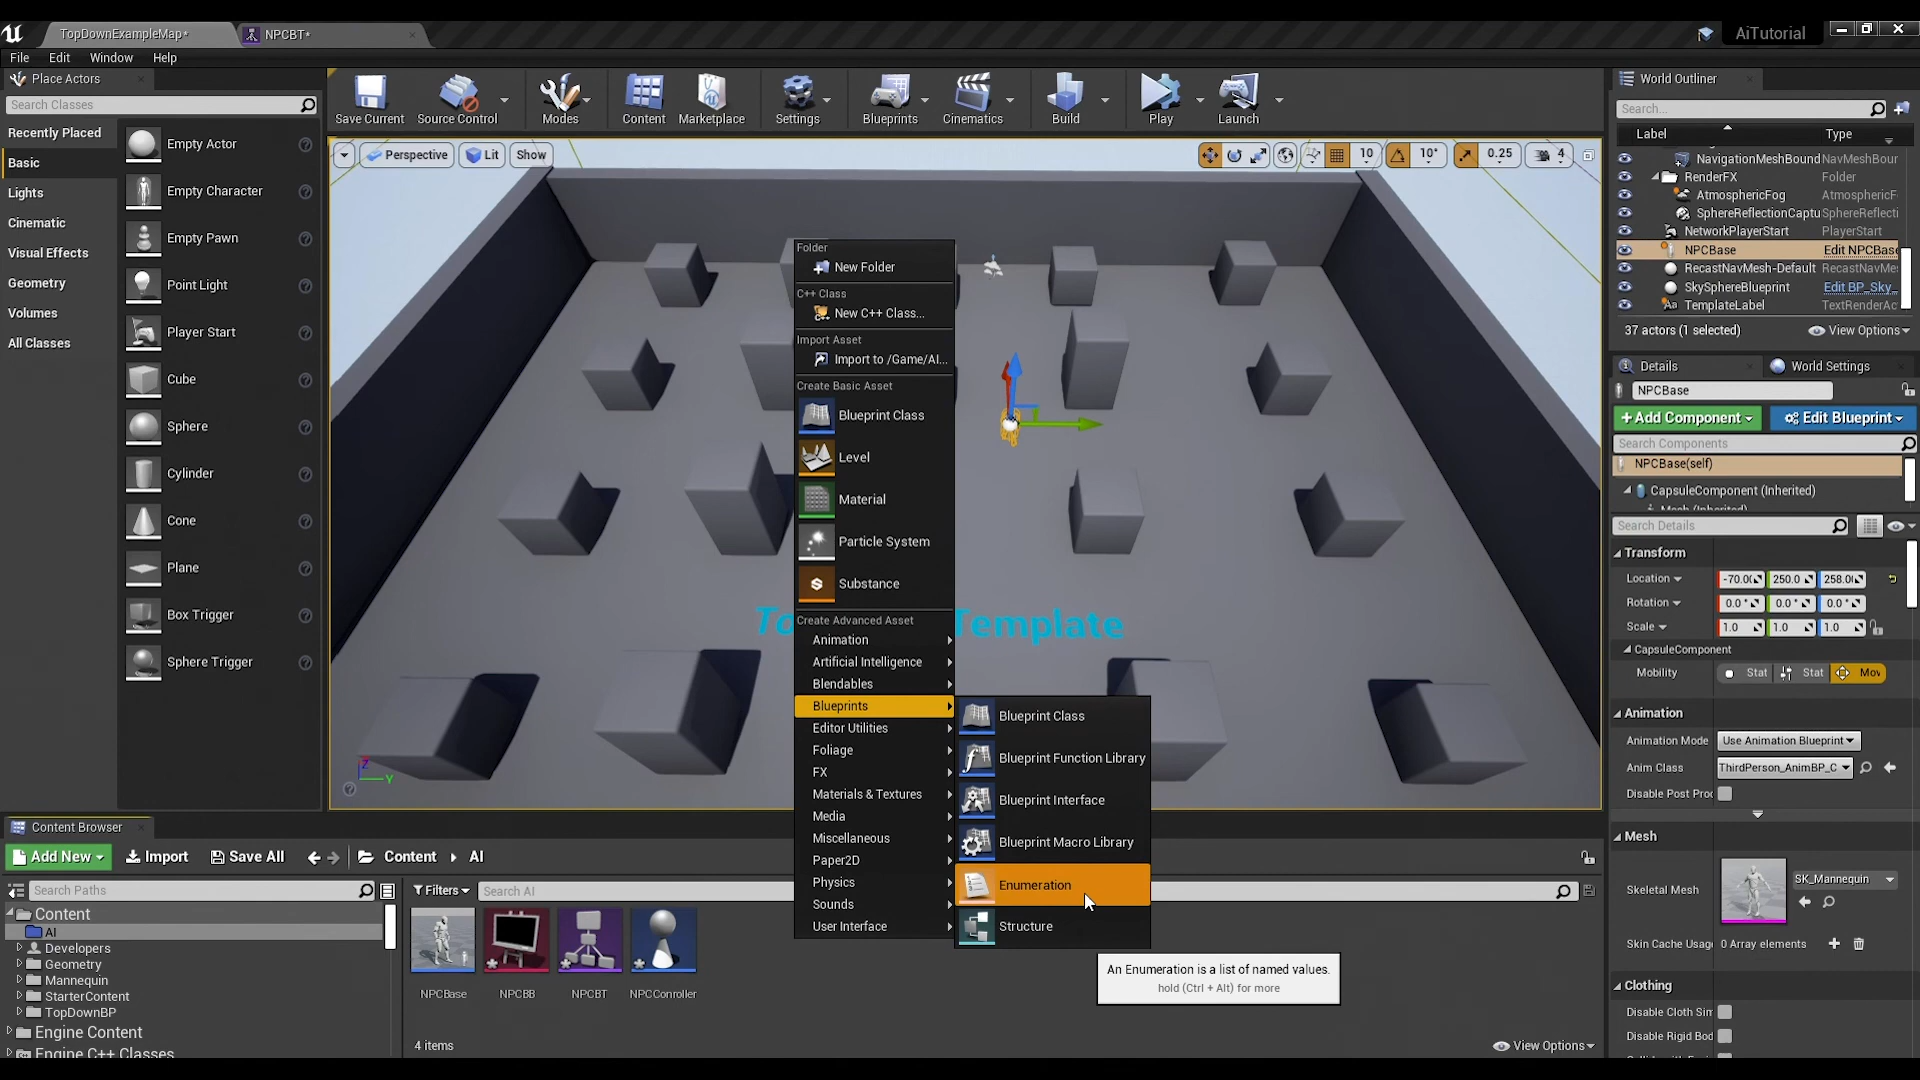 TopDownExampleMap*
NPCBT*
AiTutorial
File Edit Window Help
Place Actors
Search Classes
Recently Placed
Basic
Lights
Cinematic
Visual Effects
Geometry
Volumes
All Classes
Empty Actor
Empty Character
Empty Pawn
Point Light
Player Start
Cube
Sphere
Cylinder
Cone
Plane
Box Trigger
Sphere Trigger
Save Current
Source Control
Modes
Content
Marketplace
Settings
Blueprints
Cinematics
Build
Play
Launch
Perspective
Lit
Show
10
10°
0.25
4
Folder
New Folder
C++ Class
New C++ Class...
Import Asset
Import to /Game/AI...
Create Basic Asset
Blueprint Class
Level
Material
Particle System
Substance
Create Advanced Asset
Animation
Artificial Intelligence
Blendables
Blueprints
Editor Utilities
Foliage
FX
Materials & Textures
Media
Miscellaneous
Paper2D
Physics
Sounds
User Interface
Blueprint Class
Blueprint Function Library
Blueprint Interface
Blueprint Macro Library
Enumeration
Structure
An Enumeration is a list of named values.
hold (Ctrl + Alt) for more
To
Template
Z
Y
World Outliner
Search...
Label Type
NavigationMeshBound NavMeshBour
RenderFX Folder
AtmosphericFog AtmosphericF
SphereReflectionCaptu SphereReflecti
NetworkPlayerStart PlayerStart
NPCBase Edit NPCBase
RecastNavMesh-Default RecastNavMe
SkySphereBlueprint Edit BP_Sky_
TemplateLabel TextRenderAc
37 actors (1 selected)
View Options
Details
World Settings
NPCBase
+Add Component
Edit Blueprint
Search Components
NPCBase(self)
CapsuleComponent (Inherited)
Mesh (Inherited)
Search Details
Transform
Location -70.0 250.0 258.0
Rotation 0.0 ° 0.0 ° 0.0 °
Scale 1.0 1.0 1.0
CapsuleComponent
Mobility Stat Stat Mov
Animation
Animation Mode Use Animation Blueprint
Anim Class ThirdPerson_AnimBP_C
Disable Post Proc
Mesh
Skeletal Mesh SK_Mannequin
Skin Cache Usag 0 Array elements
Clothing
Disable Cloth Sim
Disable Rigid Bod
Content Browser
Add New
Import
Save All
Content
AI
Search Paths
Filters
Search AI
Content
AI
Developers
Geometry
Mannequin
StarterContent
TopDownBP
Engine Content
Engine C++ Classes
NPCBase
NPCBB
NPCBT
NPCConroller
4 items
View Options